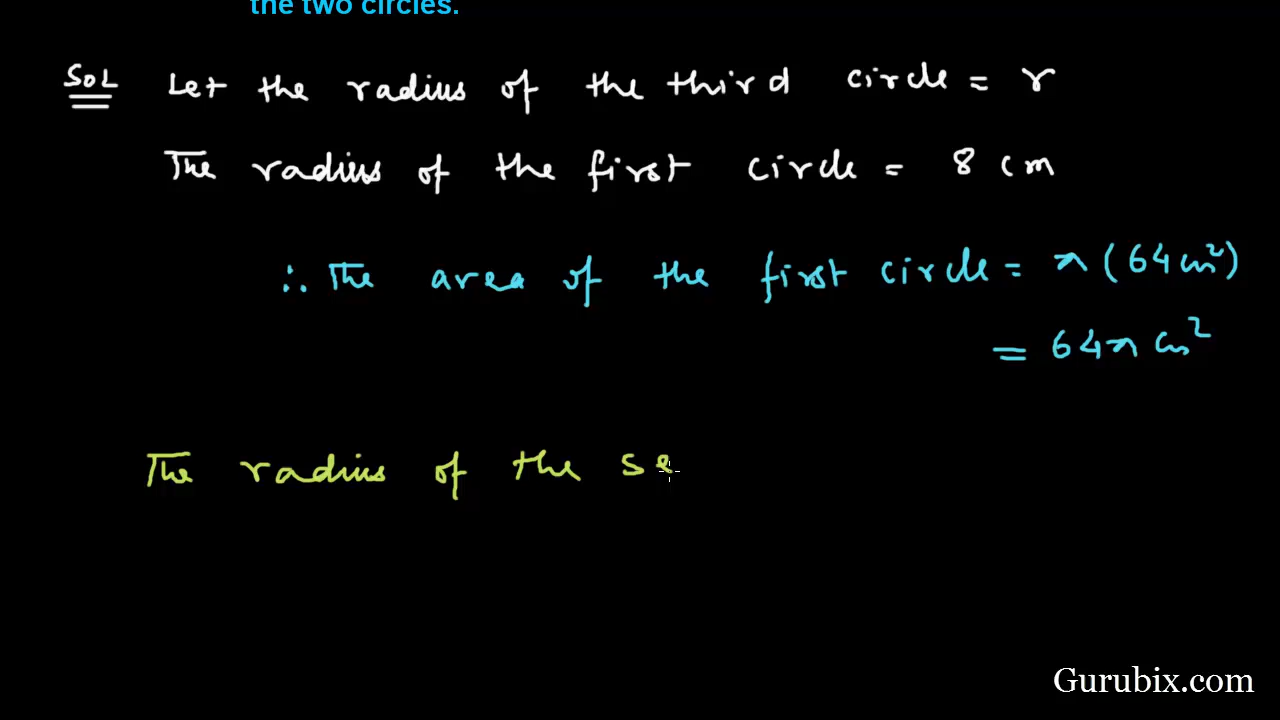 the two circles.
Sol Let the radius of the third circle = r
The radius of the first circle = 8 cm
∴ The area of the first circle = π (64 cm²)
= 64π cm²
The radius of the se
Gurubix.com